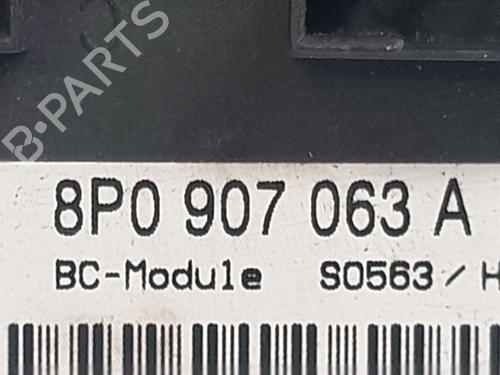 B-PARTS
8P0 907 063 A
BC-Module S0563 / H